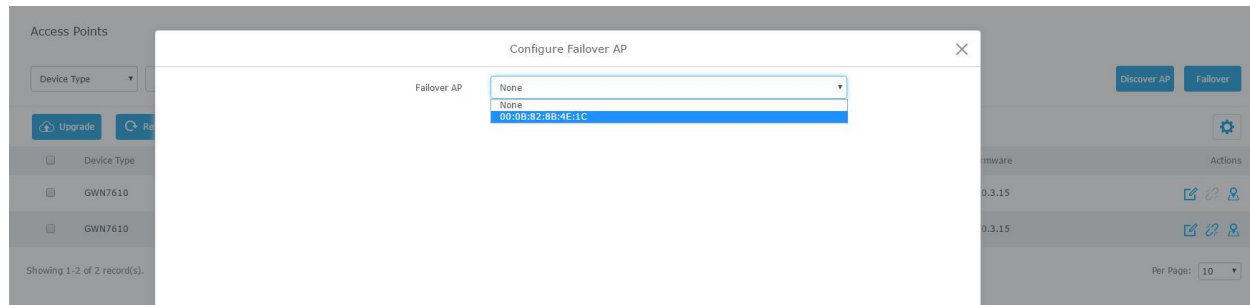 Access Points
Configure Failover AP
Device Type
Discover AP
Failover
Failover AP
None
None
00:0B:82:8B:4E:1C
Upgrade
Device Type
Actions
GWN7610
0.3.15
GWN7610
0.3.15
Showing 1-2 of 2 record(s).
Per Page: 10